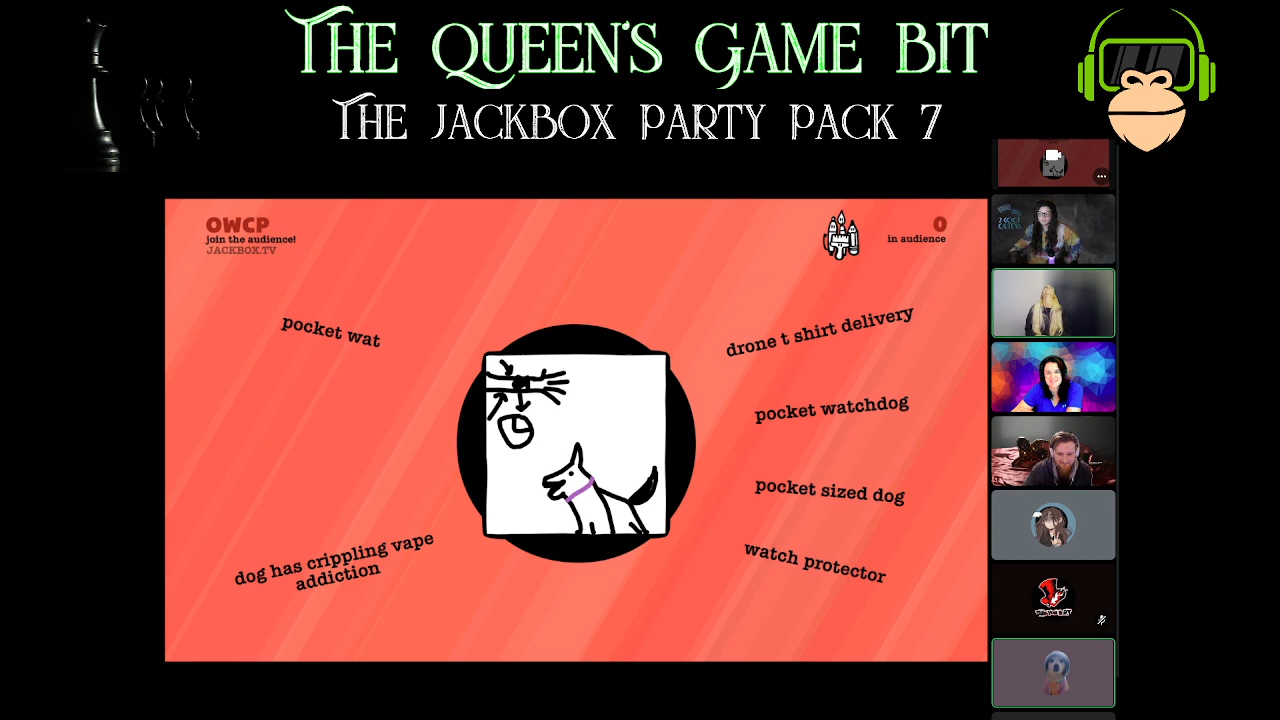 THE QUEEN'S GAME BIT
THE JACKBOX PARTY PACK 7
OWCP
join the audience!
JACKBOX.TV
0
in audience
pocket wat
drone t shirt delivery
pocket watchdog
pocket sized dog
dog has crippling vape
addiction
watch protector